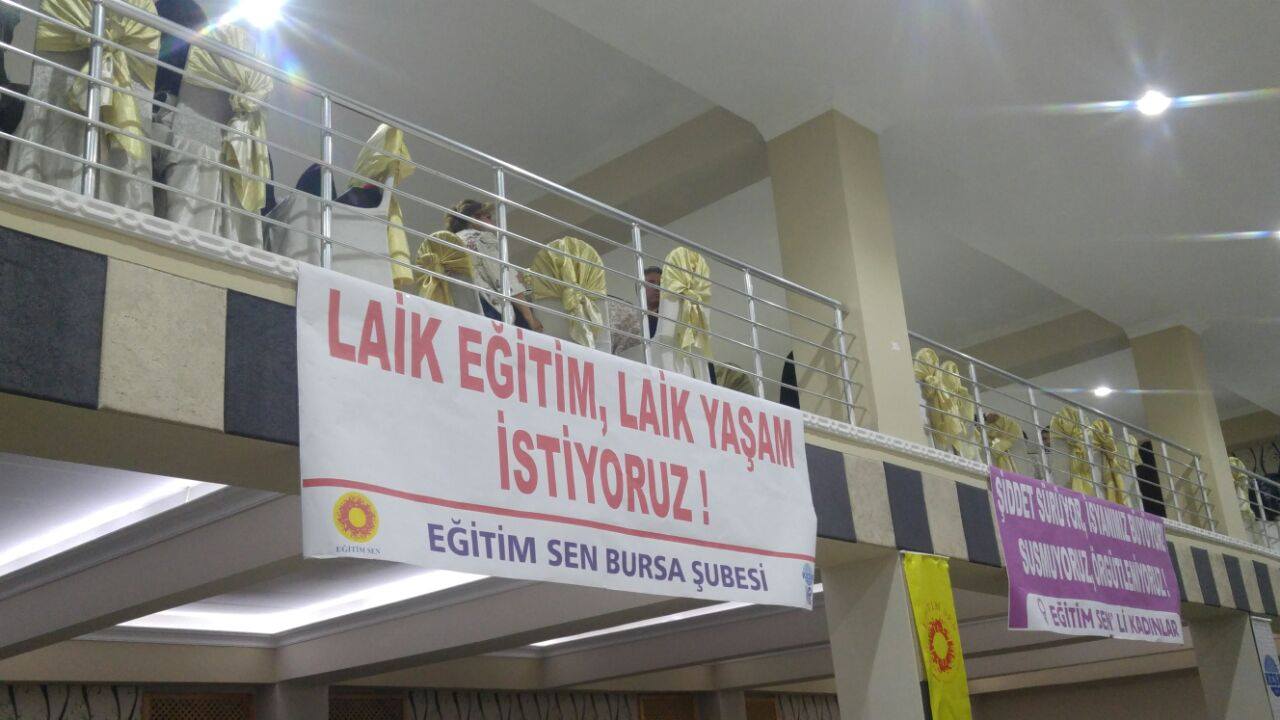 LAİK EĞİTİM, LAİK YAŞAM
İSTİYORUZ !
EĞİTİM SEN
EĞİTİM SEN BURSA ŞUBESİ
ŞİDDET SÜRÜYOR, İSYANIMIZ BÜYÜYOR
SUSMUYORUZ, ÖRGÜTLENİYORUZ !
EĞİTİM SEN' Lİ KADINLAR